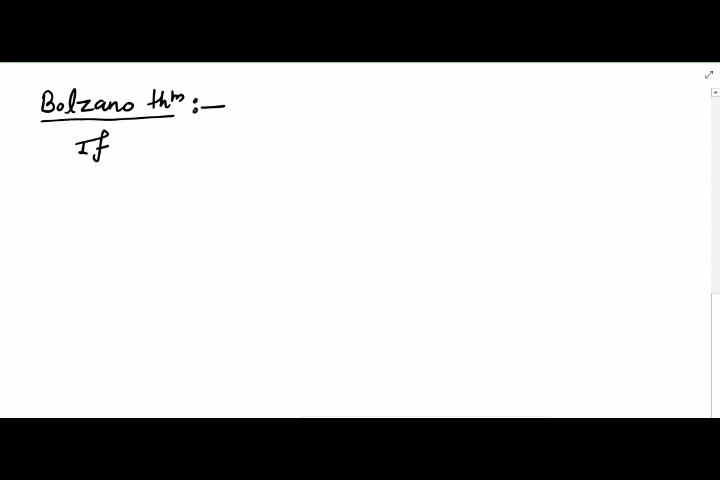 Bolzano thm :—
If